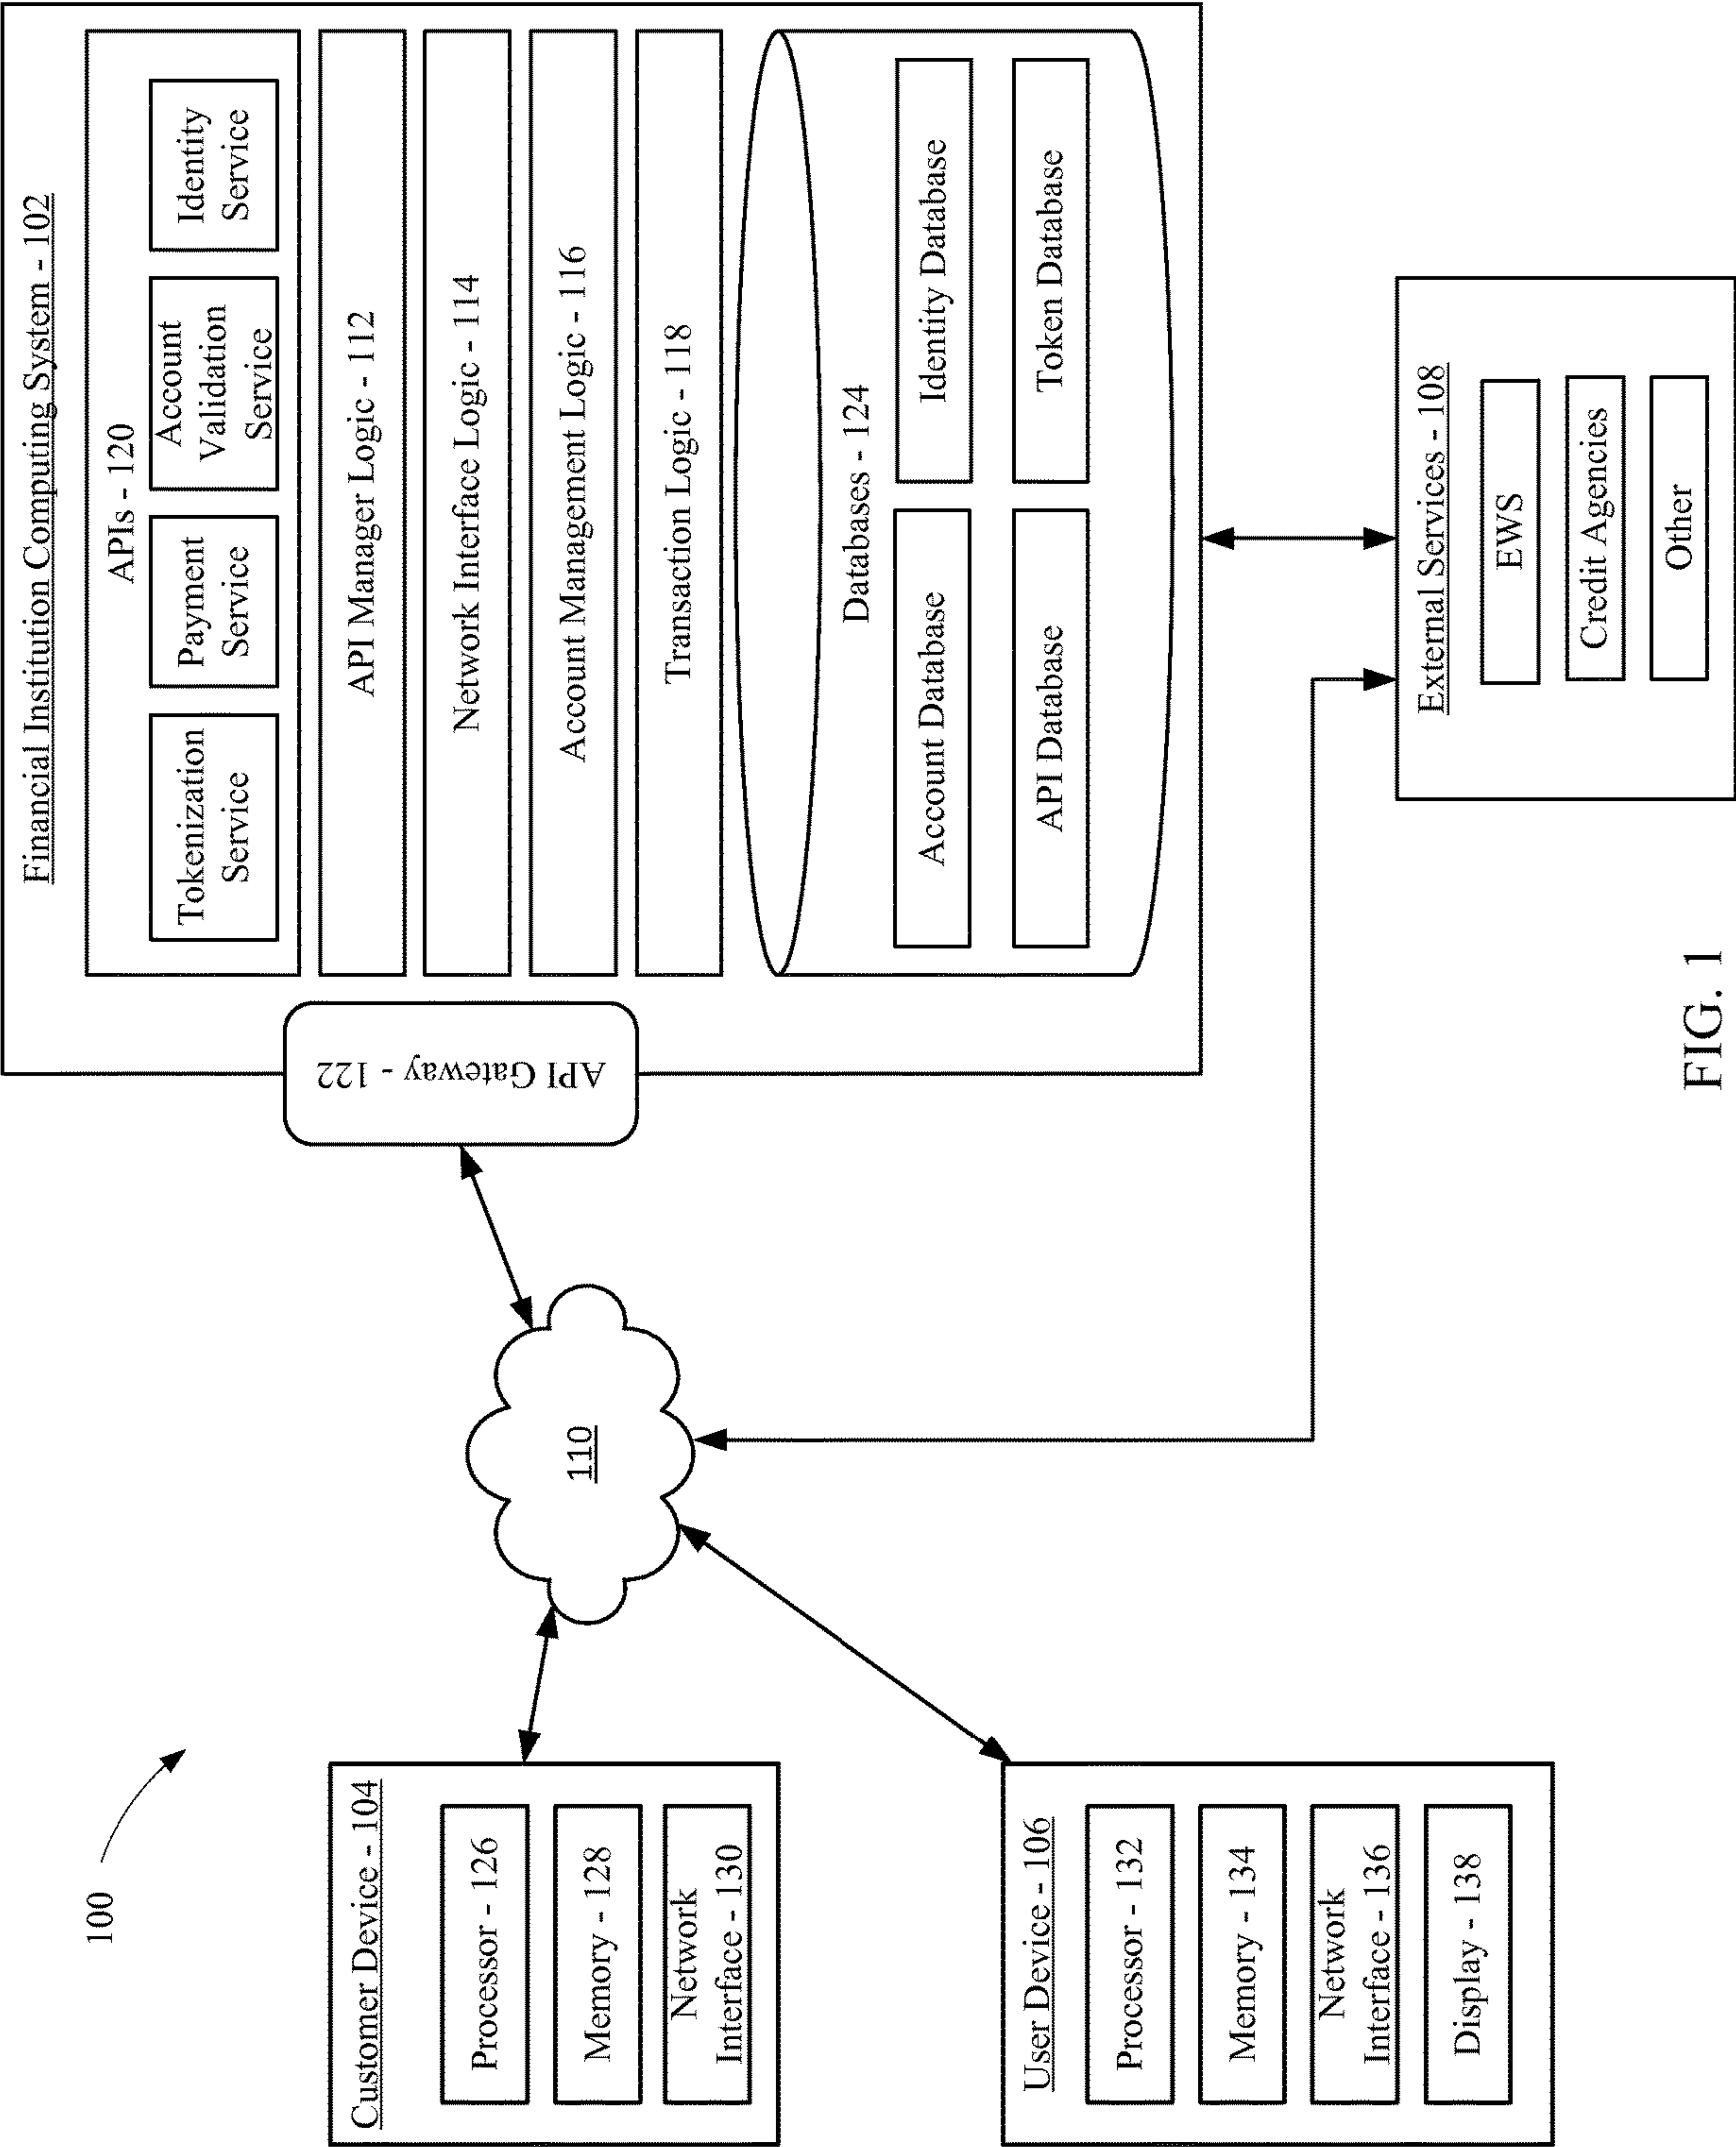 100
Customer Device - 104
Processor - 126
Memory - 128
Network
Interface - 130
User Device - 106
Processor - 132
Memory - 134
Network
Interface - 136
Display - 138
110
API Gateway - 122
Financial Institution Computing System - 102
APIs - 120
Tokenization
Service
Payment
Service
Account
Validation
Service
Identity
Service
API Manager Logic - 112
Network Interface Logic - 114
Account Management Logic - 116
Transaction Logic - 118
Databases - 124
Account Database
Identity Database
API Database
Token Database
External Services - 108
EWS
Credit Agencies
Other
FIG. 1